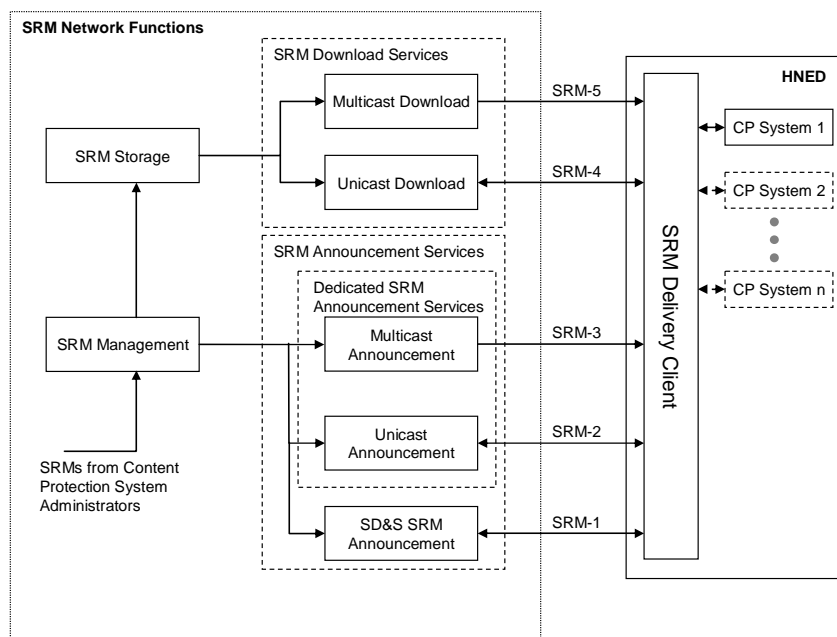 SRM Network Functions
SRM Download Services
Multicast Download
Unicast Download
SRM Storage
SRM Announcement Services
Dedicated SRM
Announcement Services
Multicast
Announcement
Unicast
Announcement
SD&S SRM
Announcement
SRM Management
SRMs from Content
Protection System
Administrators
SRM-5
SRM-4
SRM-3
SRM-2
SRM-1
HNED
SRM Delivery Client
CP System 1
CP System 2
CP System n